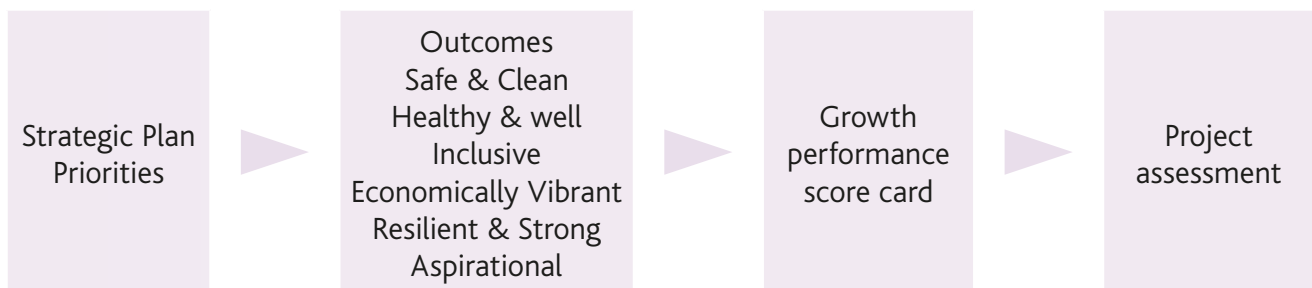 Strategic Plan
Priorities
Outcomes
Safe & Clean
Healthy & well
Inclusive
Economically Vibrant
Resilient & Strong
Aspirational
Growth
performance
score card
Project
assessment